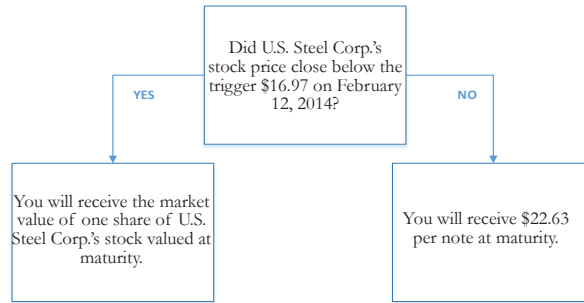 Did U.S. Steel Corp.'s
stock price close below the
trigger $16.97 on February
12, 2014?
YES
NO
You will receive the market
value of one share of U.S.
Steel Corp.'s stock valued at
maturity.
You will receive $22.63
per note at maturity.